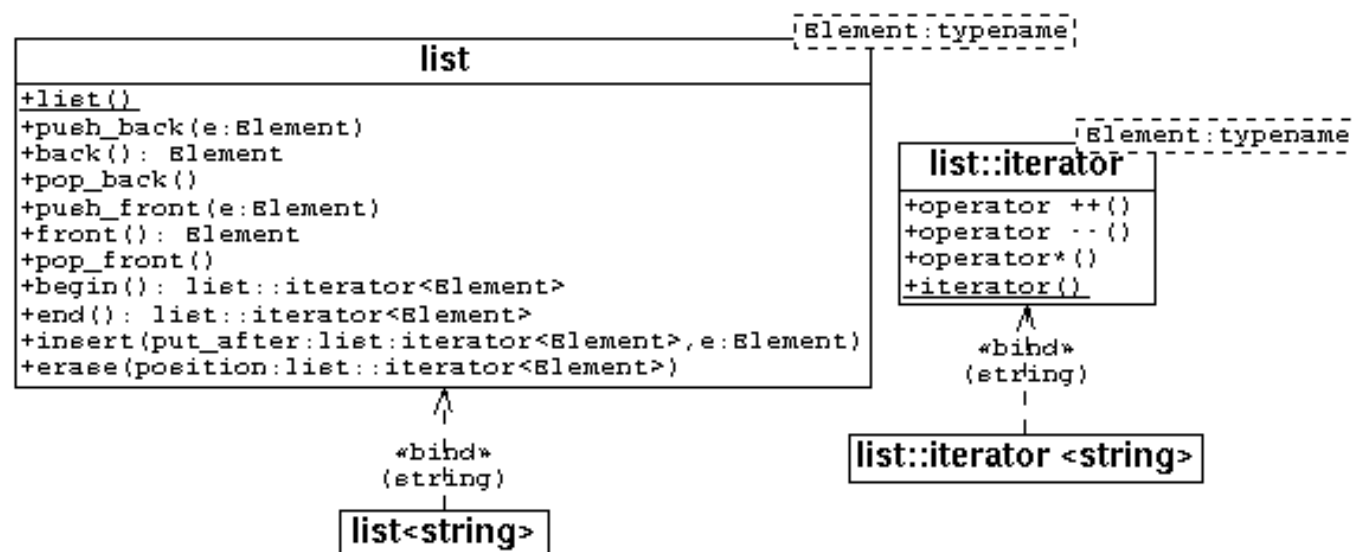 Element:typename
list
+list()
+push_back(e:Element)
+back(): Element
+pop_back()
+push_front(e:Element)
+front(): Element
+pop_front()
+begin(): list::iterator<Element>
+end(): list::iterator<Element>
+insert(put_after:list:iterator<Element>,e:Element)
+erase(position:list::iterator<Element>)
«bind»
(string)
list<string>
Element:typename
list::iterator
+operator ++()
+operator --()
+operator*()
+iterator()
«bind»
(string)
list::iterator <string>